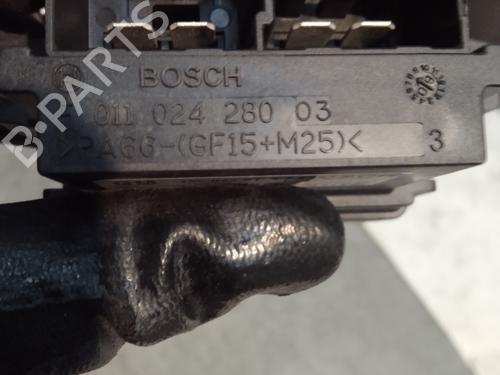 BOSCH
011 024 280 03
>PA66-(GF15+M25)< 3
B-PARTS